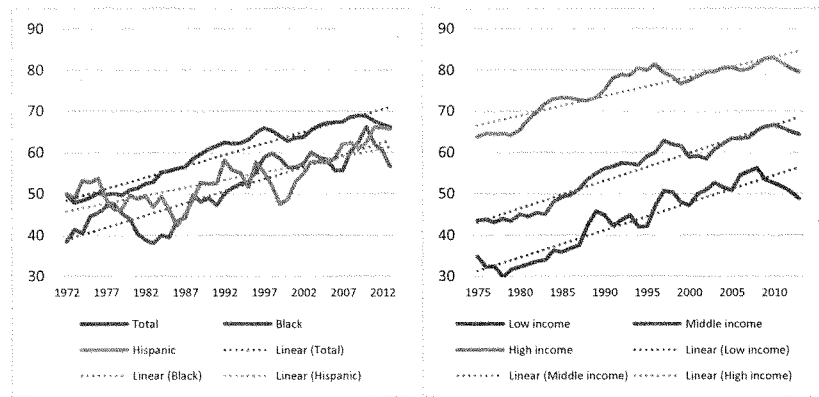 90
80
70
60
50
40
30
1972 1977 1982 1987 1992 1997 2002 2007 2012
Total Black
Hispanic Linear (Total)
Linear (Black) Linear (Hispanic)
90
80
70
60
50
40
30
1975 1980 1985 1990 1995 2000 2005 2010
Low income Middle income
High income Linear (Low income)
Linear (Middle income) Linear (High income)